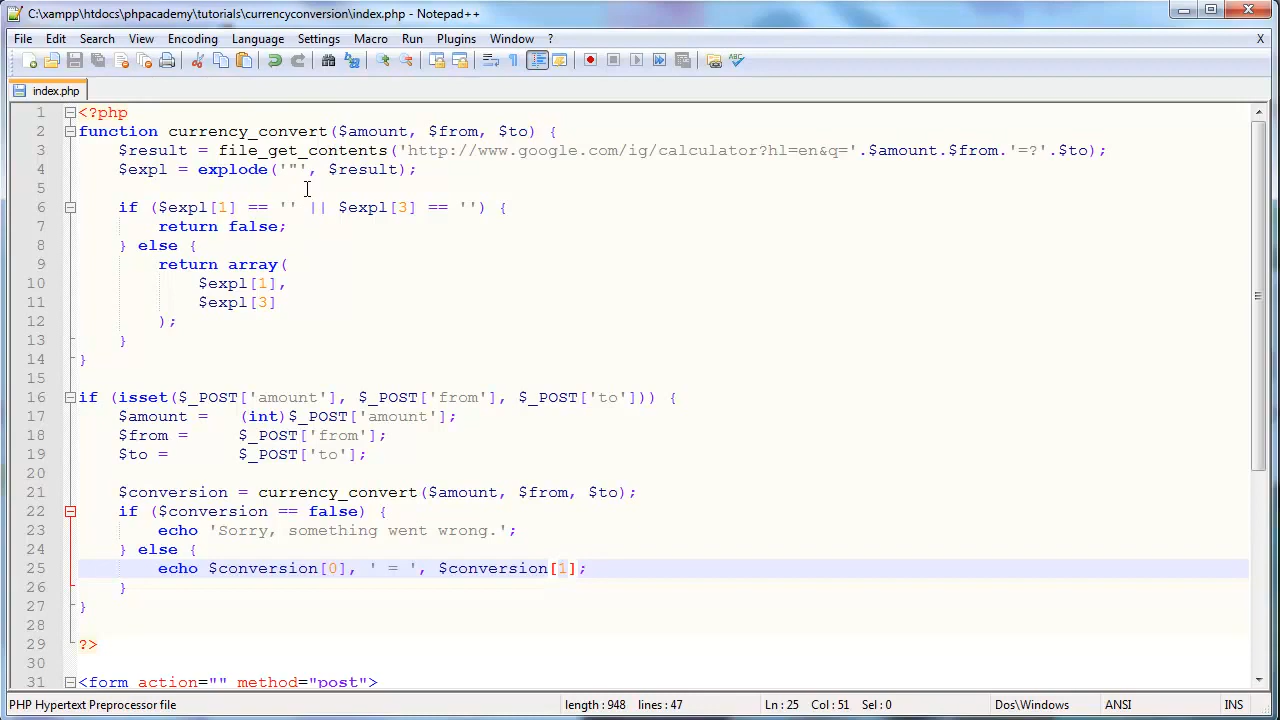 C:\xampp\htdocs\phpacademy\tutorials\currencyconversion\index.php - Notepad++
File Edit Search View Encoding Language Settings Macro Run Plugins Window ? X
index.php
1 <?php
2 function currency_convert($amount, $from, $to) {
3 $result = file_get_contents('http://www.google.com/ig/calculator?hl=en&q='.$amount.$from.'=?'.$to);
4 $expl = explode('"', $result);
5
6 if ($expl[1] == '' || $expl[3] == '') {
7 return false;
8 } else {
9 return array(
10 $expl[1],
11 $expl[3]
12 );
13 }
14 }
15
16 if (isset($_POST['amount'], $_POST['from'], $_POST['to'])) {
17 $amount = (int)$_POST['amount'];
18 $from = $_POST['from'];
19 $to = $_POST['to'];
20
21 $conversion = currency_convert($amount, $from, $to);
22 if ($conversion == false) {
23 echo 'Sorry, something went wrong.';
24 } else {
25 echo $conversion[0], ' = ', $conversion[1];
26 }
27 }
28
29 ?>
30
31 <form action="" method="post">
PHP Hypertext Preprocessor file length : 948 lines : 47 Ln : 25 Col : 51 Sel : 0 Dos\Windows ANSI INS